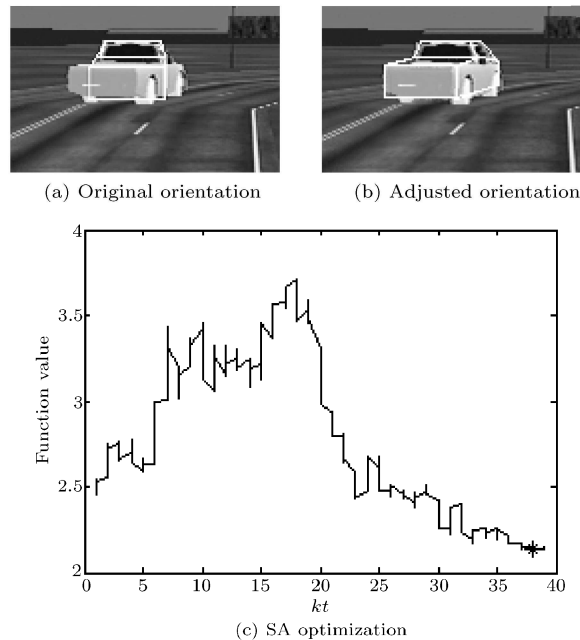 (a) Original orientation
(b) Adjusted orientation
4
3.5
3
2.5
2
Function value
0 5 10 15 20 25 30 35 40
kt
(c) SA optimization